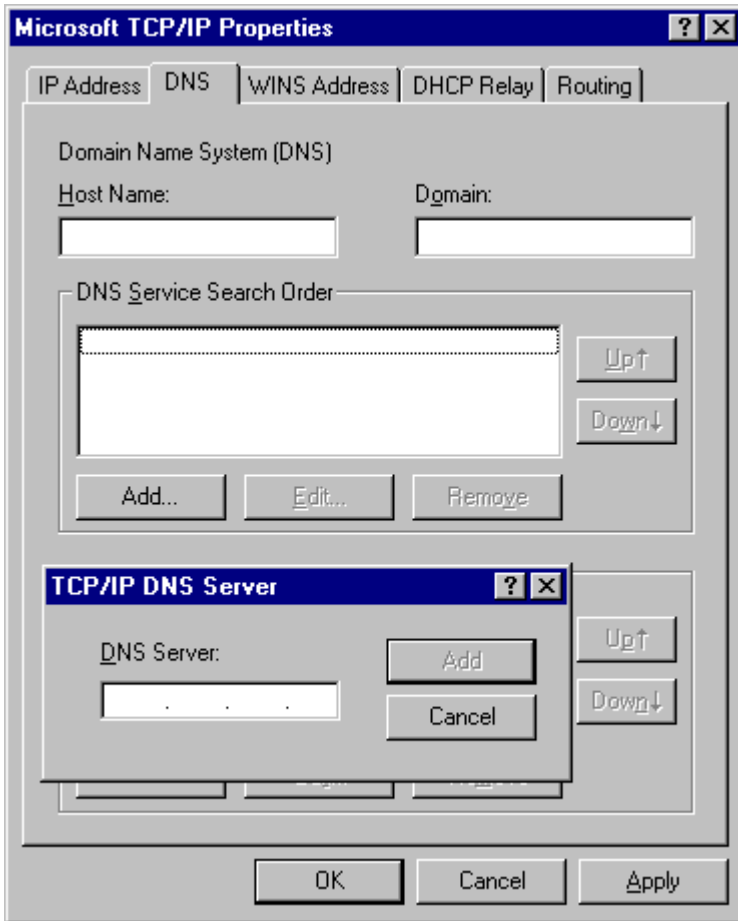 Microsoft TCP/IP Properties
IP Address DNS WINS Address DHCP Relay Routing
Domain Name System (DNS)
Host Name: Domain:
DNS Service Search Order
Up↑
Down↓
Add... Edit... Remove
TCP/IP DNS Server
DNS Server: Add
. . . Cancel
Up↑
Down↓
OK Cancel Apply